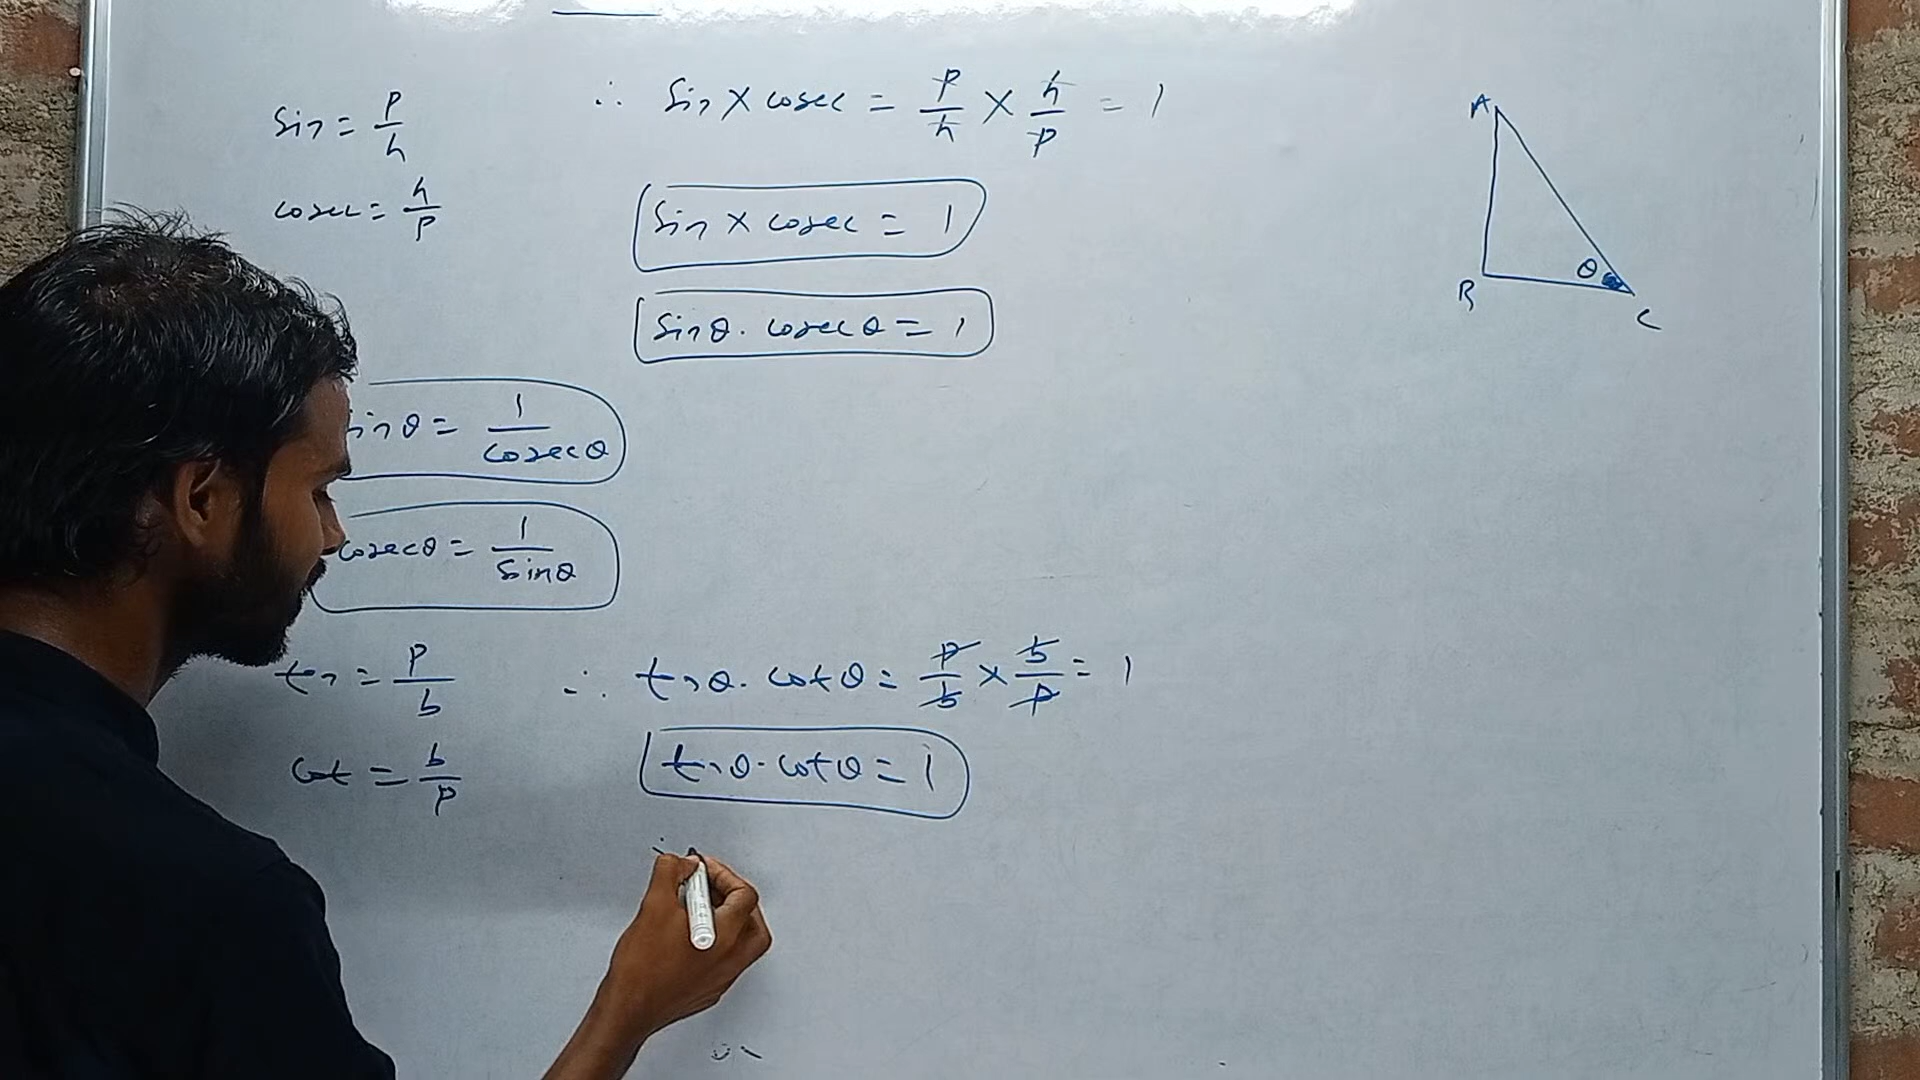 sin = p/h
∴ sin × cosec = p/h × h/p = 1
cosec = h/p
sin × cosec = 1
sinθ. cosecθ = 1
A
θ
B
C
sinθ = 1/cosecθ
cosecθ = 1/sinθ
tan = p/b
∴ tanθ. cotθ = p/b × b/p = 1
cot = b/p
tanθ. cotθ = 1